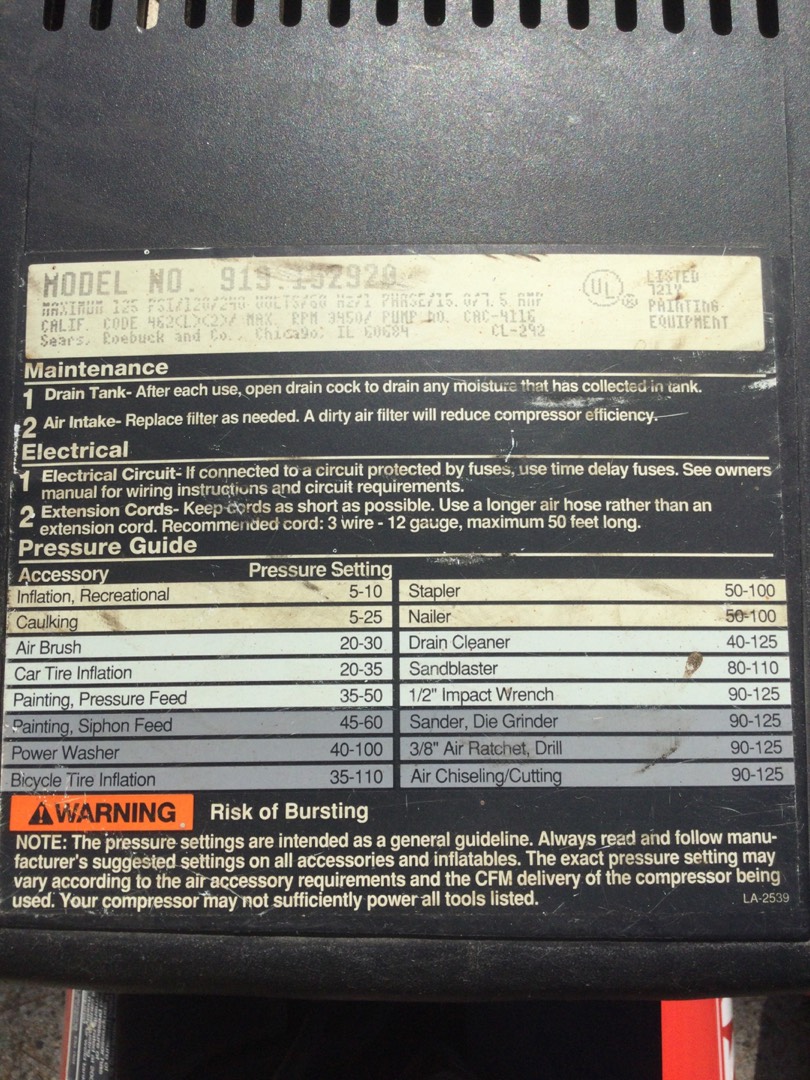 MODEL NO. 919.152920
MAXIMUM 125 PSI/120/240 VOLTS/60 HZ/1 PHASE/15.0/7.5 AMP
CALIF. CODE 462<L><2>/ MAX. RPM 3450/ PUMP NO. CAC-4116
Sears, Roebuck and Co., Chicago, IL 60684 CL-292
UL
LISTED
PAINTING
EQUIPMENT
Maintenance
1 Drain Tank- After each use, open drain cock to drain any moisture that has collected in tank.
2 Air Intake- Replace filter as needed. A dirty air filter will reduce compressor efficiency.
Electrical
1 Electrical Circuit- If connected to a circuit protected by fuses, use time delay fuses. See owners
manual for wiring instructions and circuit requirements.
2 Extension Cords- Keep cords as short as possible. Use a longer air hose rather than an
extension cord. Recommended cord: 3 wire - 12 gauge, maximum 50 feet long.
Pressure Guide
Accessory Pressure Setting
Inflation, Recreational 5-10
Caulking 5-25
Air Brush 20-30
Car Tire Inflation 20-35
Painting, Pressure Feed 35-50
Painting, Siphon Feed 45-60
Power Washer 40-100
Bicycle Tire Inflation 35-110
Stapler 50-100
Nailer 50-100
Drain Cleaner 40-125
Sandblaster 80-110
1/2" Impact Wrench 90-125
Sander, Die Grinder 90-125
3/8" Air Ratchet, Drill 90-125
Air Chiseling/Cutting 90-125
WARNING Risk of Bursting
NOTE: The pressure settings are intended as a general guideline. Always read and follow manu-
facturer's suggested settings on all accessories and inflatables. The exact pressure setting may
vary according to the air accessory requirements and the CFM delivery of the compressor being
used. Your compressor may not sufficiently power all tools listed.
LA-2539